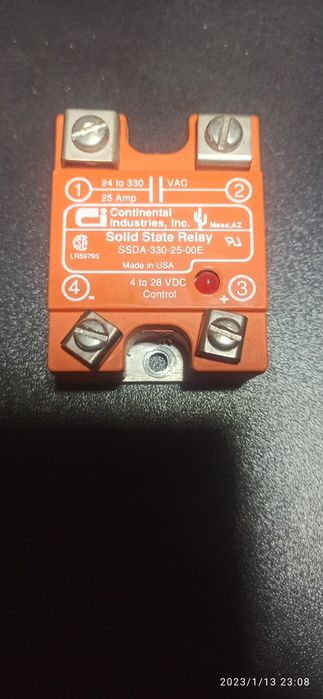 1 24 to 330 VAC 2
25 Amp
Ci Continental
Industries, Inc. Mesa, AZ
Solid State Relay
SSDA-330-25-00E
LR59793
Made in USA
4 - 4 to 28 VDC + 3
Control
2023/1/13 23:08